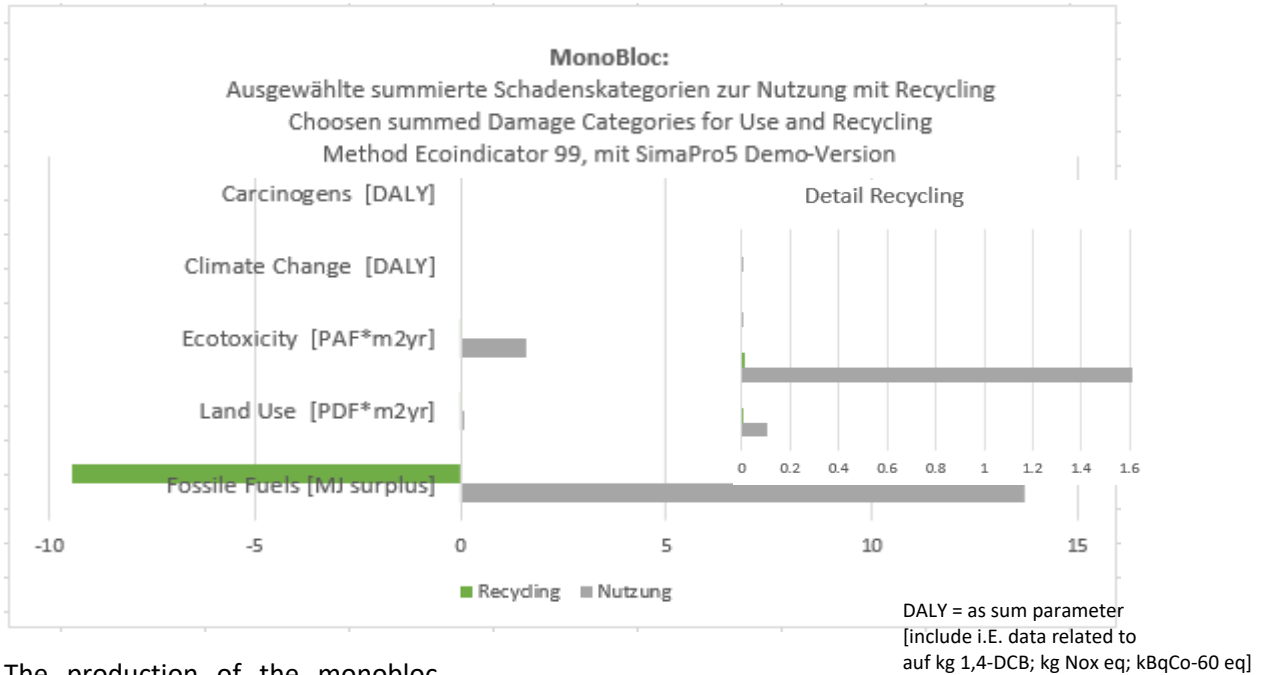 MonoBloc:
Ausgewählte summierte Schadenskategorien zur Nutzung mit Recycling
Choosen summed Damage Categories for Use and Recycling
Method Ecoindicator 99, mit SimaPro5 Demo-Version
Carcinogens [DALY]
Climate Change [DALY]
Ecotoxicity [PAF*m2yr]
Land Use [PDF*m2yr]
Fossile Fuels [MJ surplus]
-10 -5 0 5 10 15
Detail Recycling
0 0.2 0.4 0.6 0.8 1 1.2 1.4 1.6
Recycling Nutzung
DALY = as sum parameter
[include i.E. data related to
auf kg 1,4-DCB; kg Nox eq; kBqCo-60 eq]
The production of the monobloc